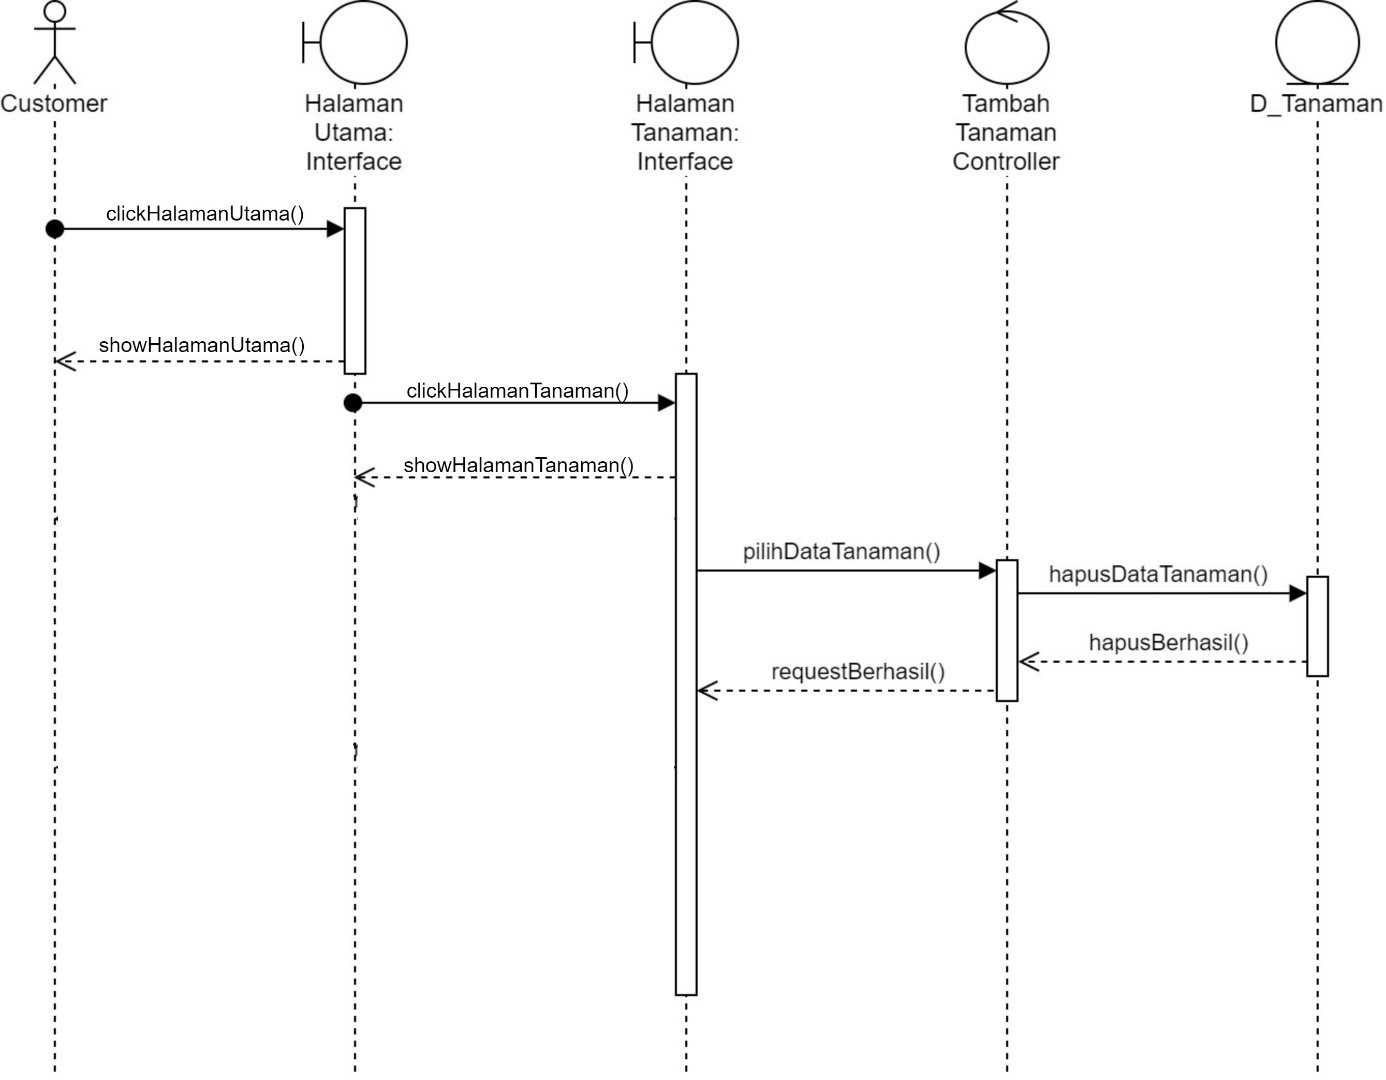 Customer
Halaman
Utama:
Interface
Halaman
Tanaman:
Interface
Tambah
Tanaman
Controller
D_Tanaman
clickHalamanUtama()
showHalamanUtama()
clickHalamanTanaman()
showHalamanTanaman()
pilihDataTanaman()
hapusDataTanaman()
hapusBerhasil()
requestBerhasil()